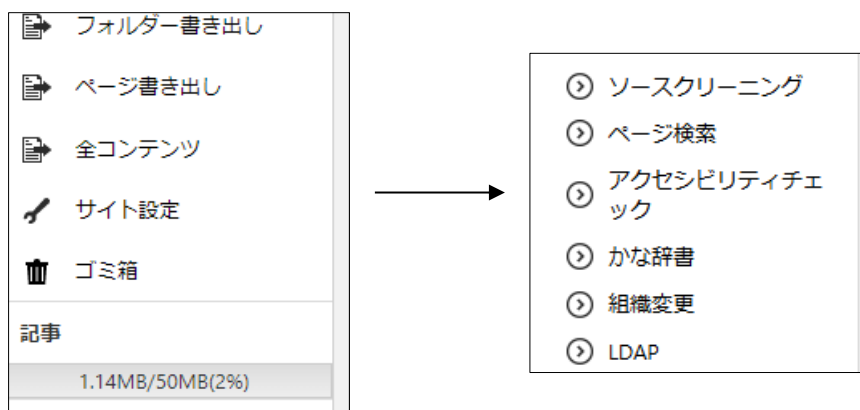 フォルダー書き出し
ページ書き出し
全コンテンツ
サイト設定
ゴミ箱
記事
1.14MB/50MB(2%)
ソースクリーニング
ページ検索
アクセシビリティチェ
ック
かな辞書
組織変更
LDAP